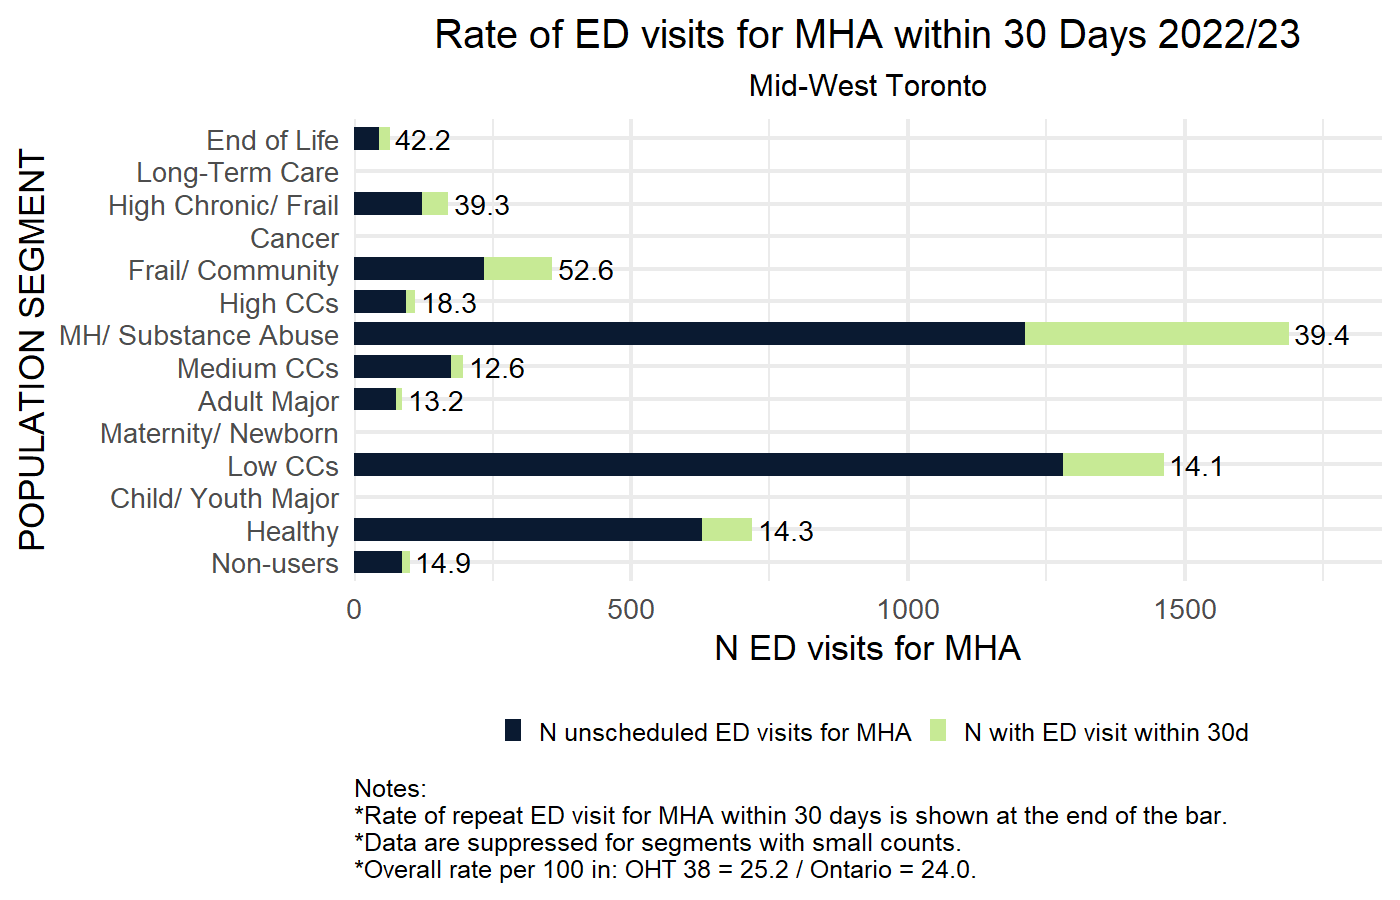 Rate of ED visits for MHA within 30 Days 2022/23
Mid-West Toronto
POPULATION SEGMENT
End of Life 42.2
Long-Term Care
High Chronic/ Frail 39.3
Cancer
Frail/ Community 52.6
High CCs 18.3
MH/ Substance Abuse 39.4
Medium CCs 12.6
Adult Major 13.2
Maternity/ Newborn
Low CCs 14.1
Child/ Youth Major
Healthy 14.3
Non-users 14.9
0 500 1000 1500
N ED visits for MHA
N unscheduled ED visits for MHA N with ED visit within 30d
Notes:
*Rate of repeat ED visit for MHA within 30 days is shown at the end of the bar.
*Data are suppressed for segments with small counts.
*Overall rate per 100 in: OHT 38 = 25.2 / Ontario = 24.0.